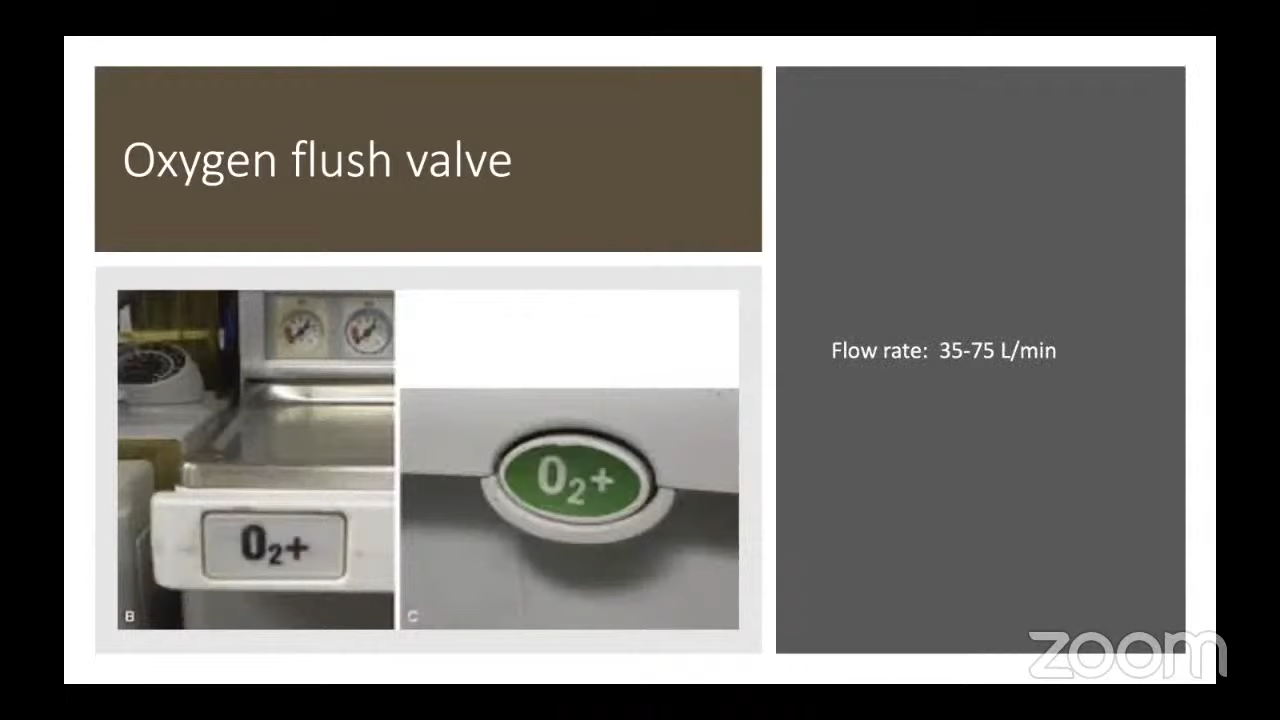 Oxygen flush valve
Flow rate: 35-75 L/min
O₂+
O₂+
B
C
zoom